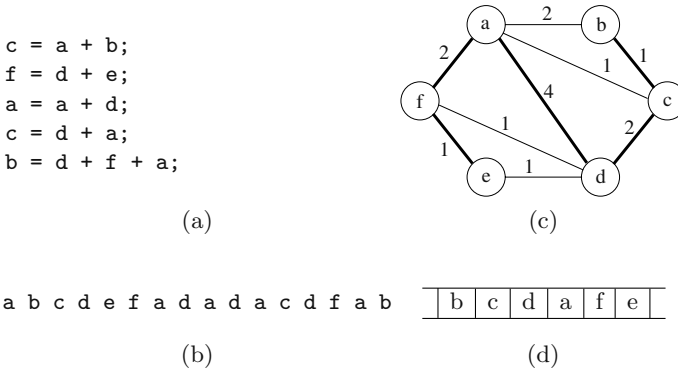 c = a + b;
f = d + e;
a = a + d;
c = d + a;
b = d + f + a;
(a)
a 2 b
2 1 1
4
f c
1 2
1 1
e d
(c)
a b c d e f a d a d a c d f a b
(b)
b c d a f e
(d)